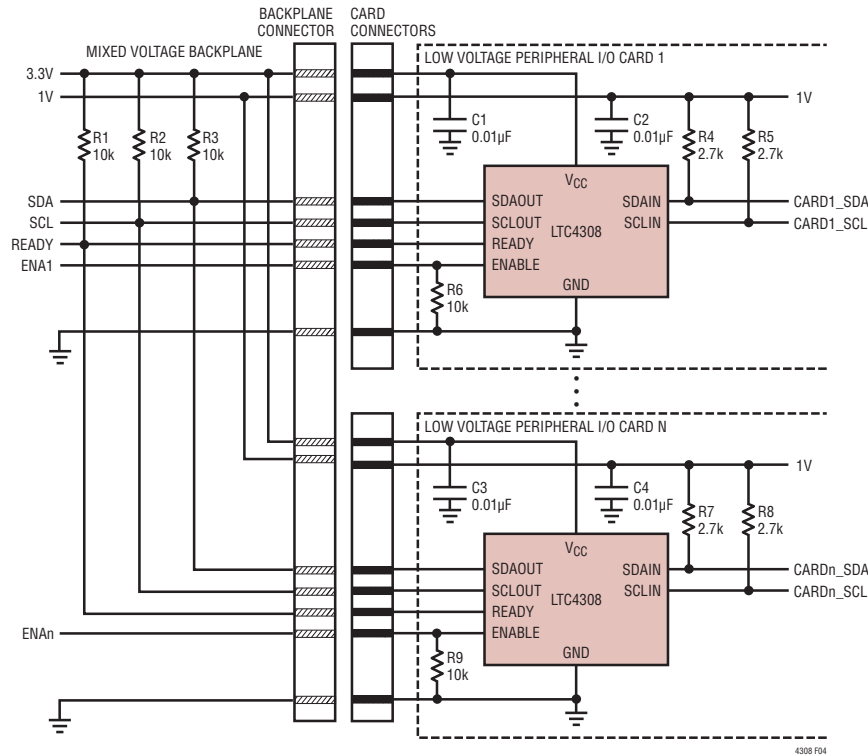 BACKPLANE CONNECTOR
CARD CONNECTORS
MIXED VOLTAGE BACKPLANE
LOW VOLTAGE PERIPHERAL I/O CARD 1
3.3V
1V
1V
R1 10k
R2 10k
R3 10k
C1 0.01µF
C2 0.01µF
R4 2.7k
R5 2.7k
VCC
SDA
SDAOUT
SDAIN
CARD1_SDA
SCL
SCLOUT
SCLIN
CARD1_SCL
READY
READY
LTC4308
ENA1
ENABLE
R6 10k
GND
LOW VOLTAGE PERIPHERAL I/O CARD N
1V
C3 0.01µF
C4 0.01µF
R7 2.7k
R8 2.7k
VCC
SDAOUT
SDAIN
CARDn_SDA
SCLOUT
SCLIN
CARDn_SCL
READY
LTC4308
ENAn
ENABLE
R9 10k
GND
4308 F04